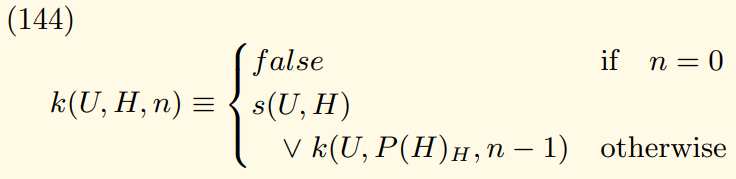 (144)
k(U, H, n) ≡ { false if n = 0
s(U, H)
∨ k(U, P(H)_H, n − 1) otherwise